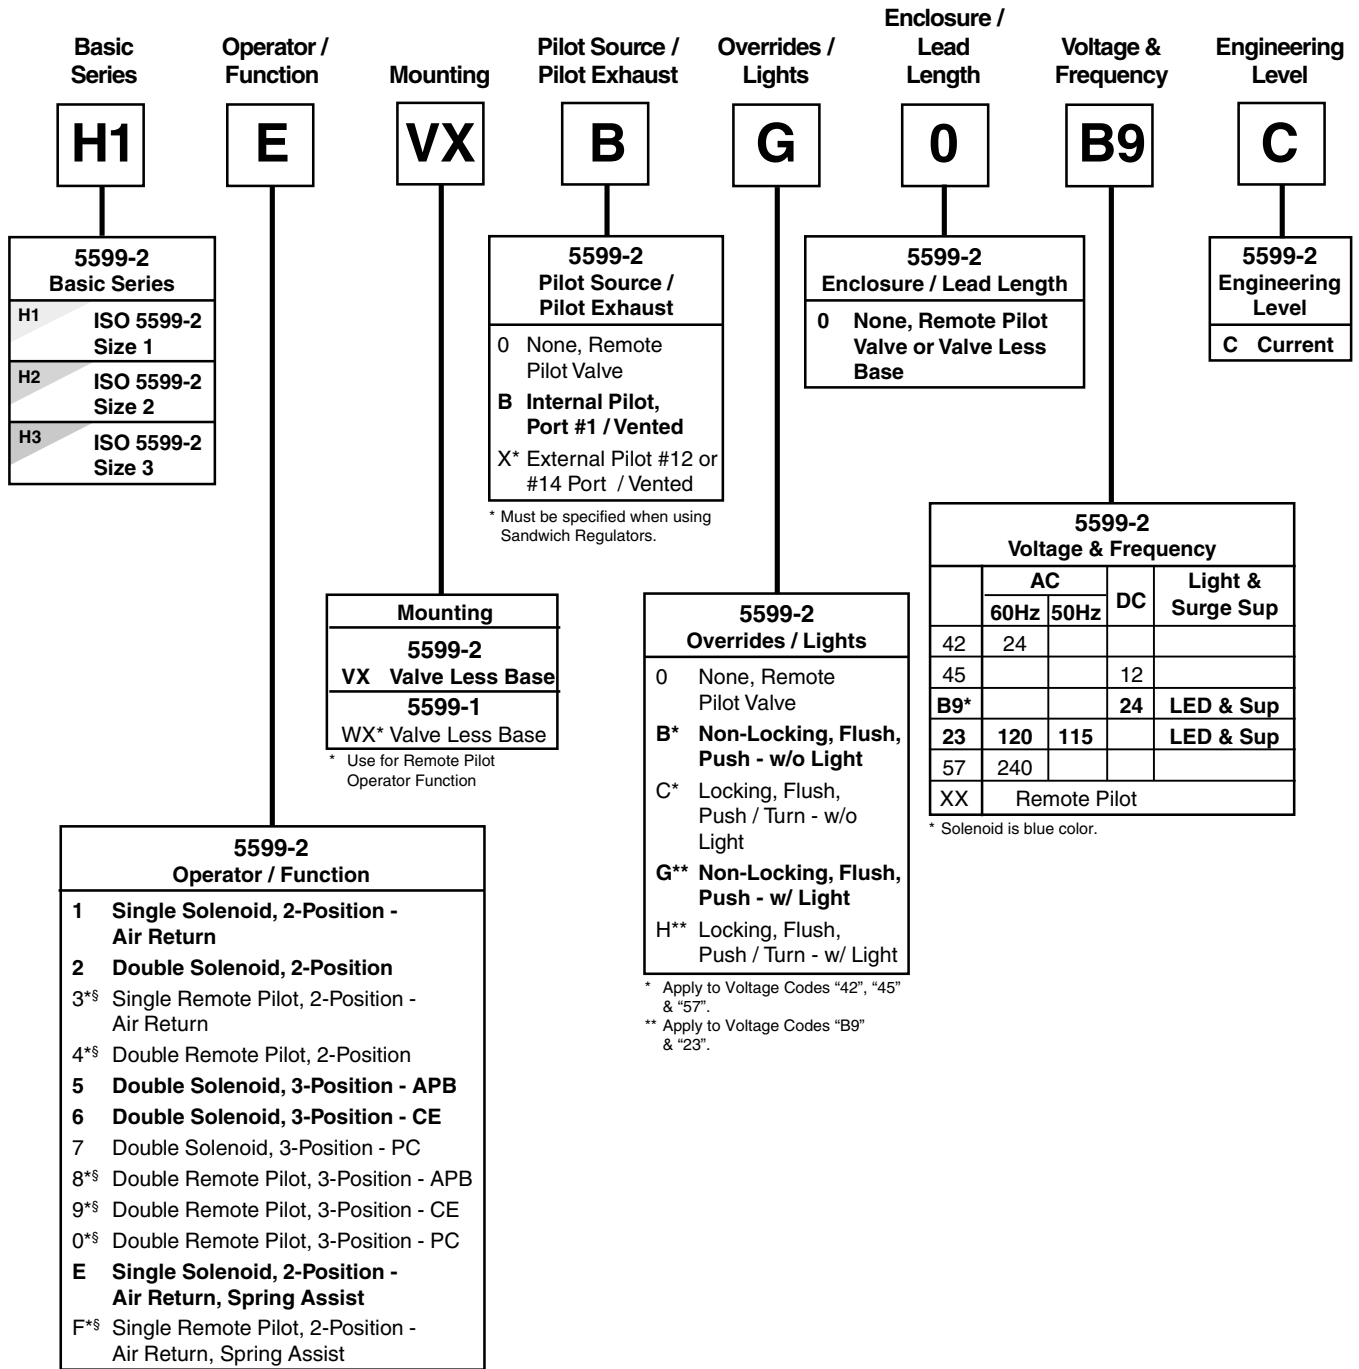 Basic
Series
Operator /
Function
Mounting
Pilot Source /
Pilot Exhaust
Overrides /
Lights
Enclosure /
Lead
Length
Voltage &
Frequency
Engineering
Level
H1
E
VX
B
G
0
B9
C
5599-2
Basic Series
H1
ISO 5599-2
Size 1
H2
ISO 5599-2
Size 2
H3
ISO 5599-2
Size 3
5599-2
Pilot Source /
Pilot Exhaust
0 None, Remote
Pilot Valve
B Internal Pilot,
Port #1 / Vented
X* External Pilot #12 or
#14 Port / Vented
* Must be specified when using
Sandwich Regulators.
5599-2
Enclosure / Lead Length
0 None, Remote Pilot
Valve or Valve Less
Base
5599-2
Engineering
Level
C Current
5599-2
Voltage & Frequency
AC DC Light &
Surge Sup
60Hz 50Hz
42 24
45 12
B9* 24 LED & Sup
23 120 115 LED & Sup
57 240
XX Remote Pilot
* Solenoid is blue color.
Mounting
5599-2
VX Valve Less Base
5599-1
WX* Valve Less Base
* Use for Remote Pilot
Operator Function
5599-2
Overrides / Lights
0 None, Remote
Pilot Valve
B* Non-Locking, Flush,
Push - w/o Light
C* Locking, Flush,
Push / Turn - w/o
Light
G** Non-Locking, Flush,
Push - w/ Light
H** Locking, Flush,
Push / Turn - w/ Light
* Apply to Voltage Codes “42”, “45”
& “57”.
** Apply to Voltage Codes “B9”
& “23”.
5599-2
Operator / Function
1 Single Solenoid, 2-Position -
Air Return
2 Double Solenoid, 2-Position
3*§ Single Remote Pilot, 2-Position -
Air Return
4*§ Double Remote Pilot, 2-Position
5 Double Solenoid, 3-Position - APB
6 Double Solenoid, 3-Position - CE
7 Double Solenoid, 3-Position - PC
8*§ Double Remote Pilot, 3-Position - APB
9*§ Double Remote Pilot, 3-Position - CE
0*§ Double Remote Pilot, 3-Position - PC
E Single Solenoid, 2-Position -
Air Return, Spring Assist
F*§ Single Remote Pilot, 2-Position -
Air Return, Spring Assist